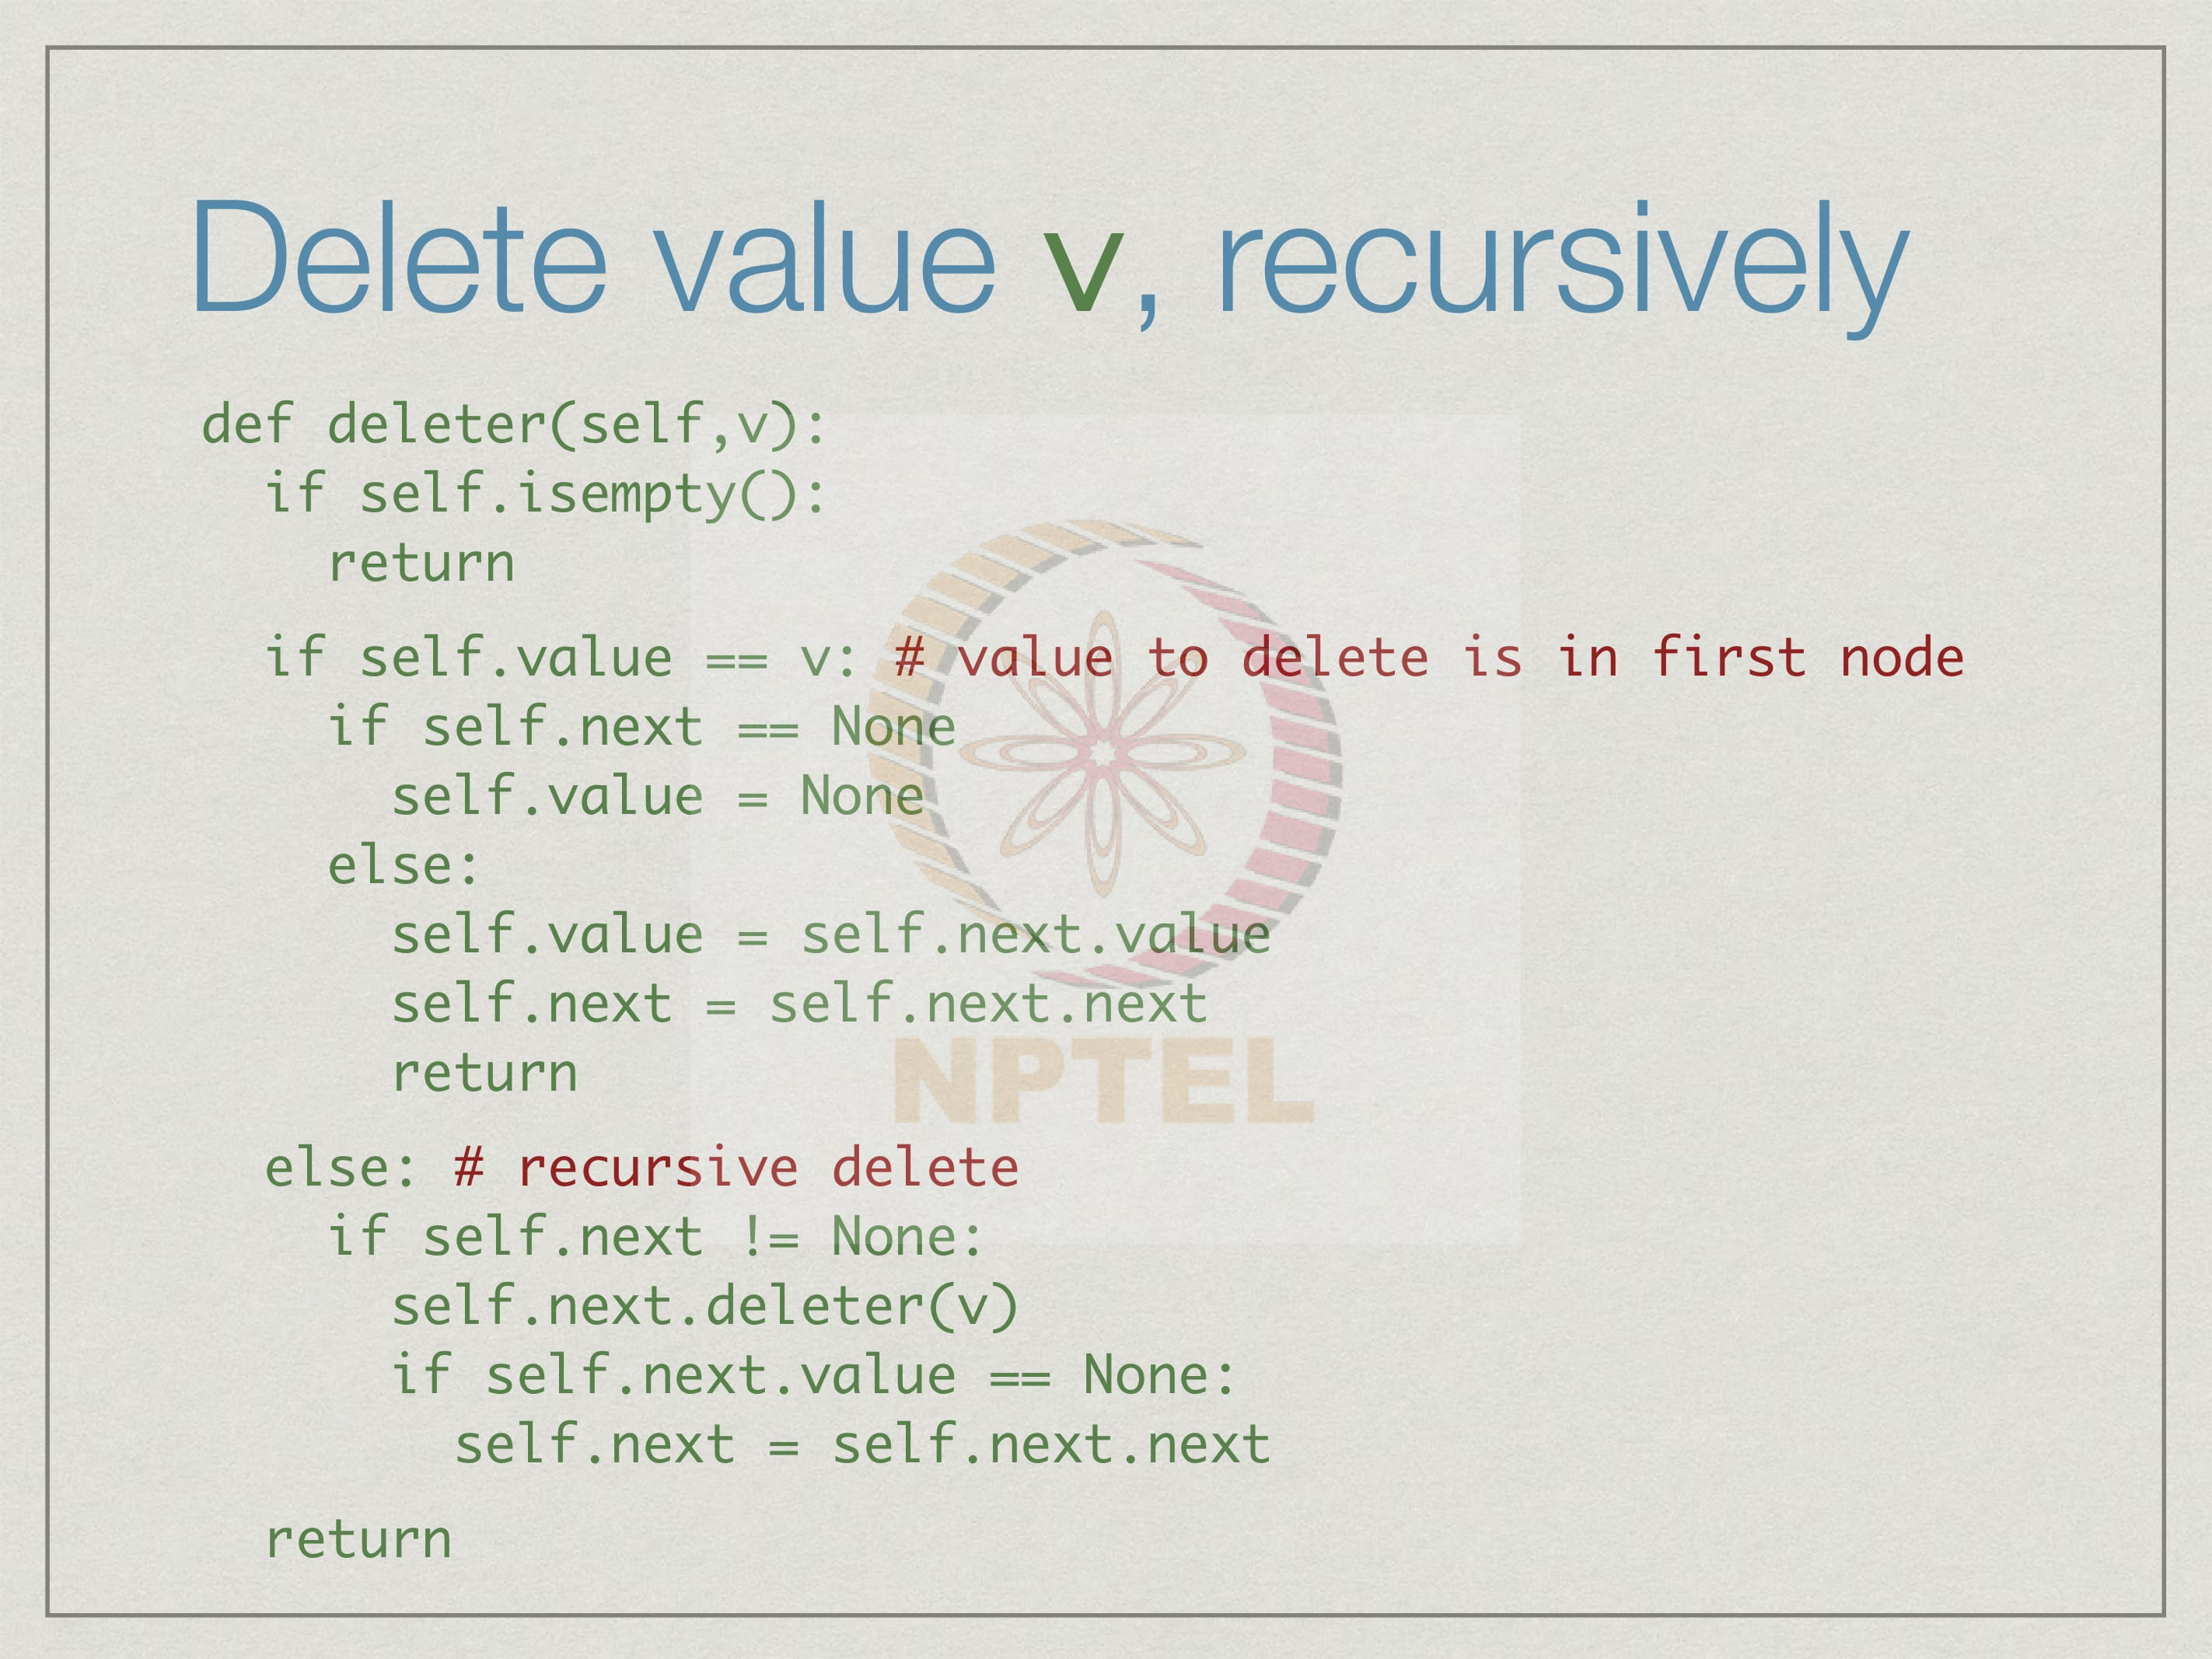 Delete value v, recursively
def deleter(self,v):
  if self.isempty():
    return
  if self.value == v: # value to delete is in first node
    if self.next == None
      self.value = None
    else:
      self.value = self.next.value
      self.next = self.next.next
      return
  else: # recursive delete
    if self.next != None:
      self.next.deleter(v)
      if self.next.value == None:
        self.next = self.next.next
  return
NPTEL